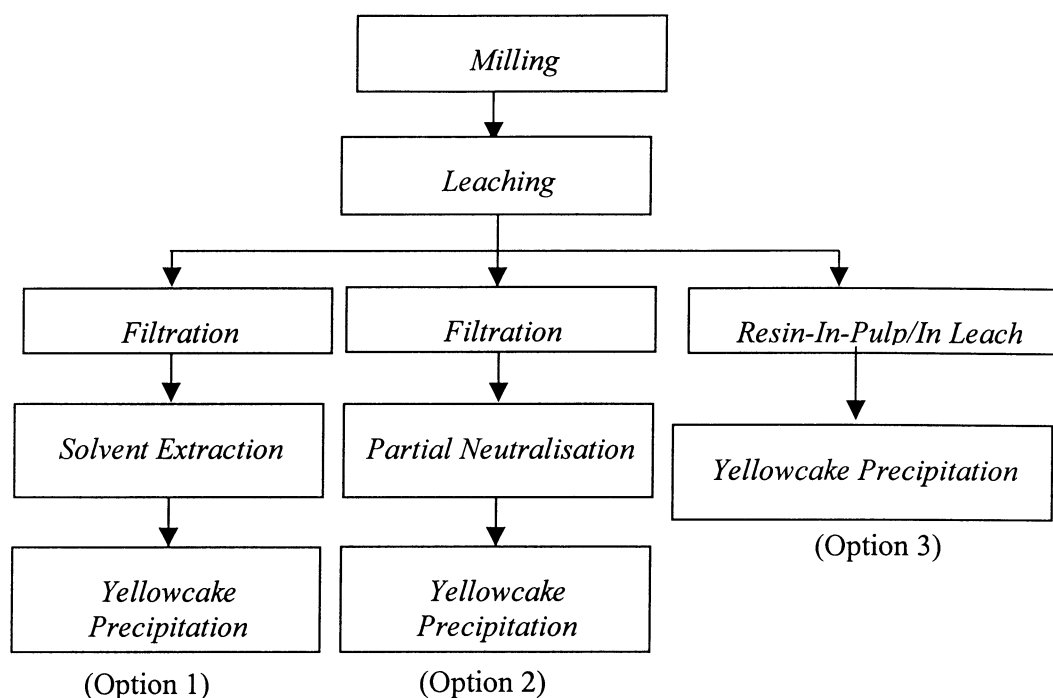 Milling
Leaching
Filtration
Filtration
Resin-In-Pulp/In Leach
Solvent Extraction
Partial Neutralisation
Yellowcake Precipitation
(Option 3)
Yellowcake
Precipitation
Yellowcake
Precipitation
(Option 1)
(Option 2)